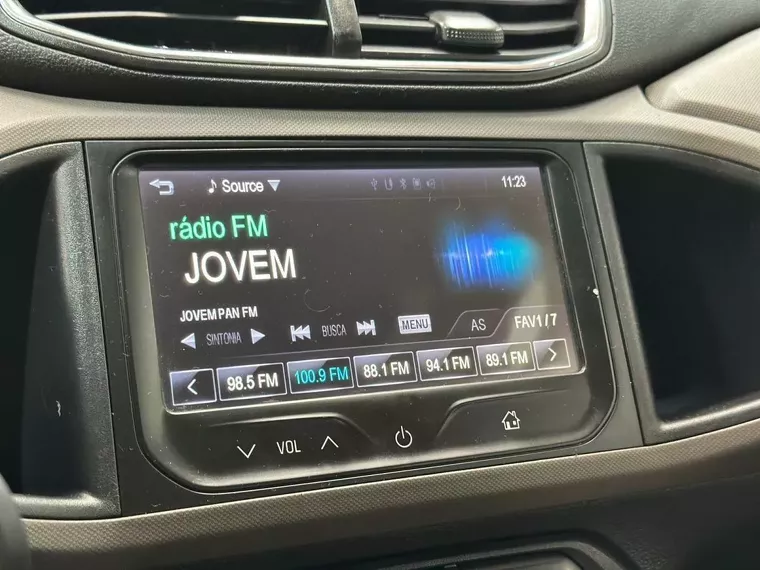 Source 11:23
rádio FM
JOVEM
JOVEM PAN FM
SINTONIA BUSCA MENU AS FAV1/7
98.5 FM 100.9 FM 88.1 FM 94.1 FM 89.1 FM
VOL